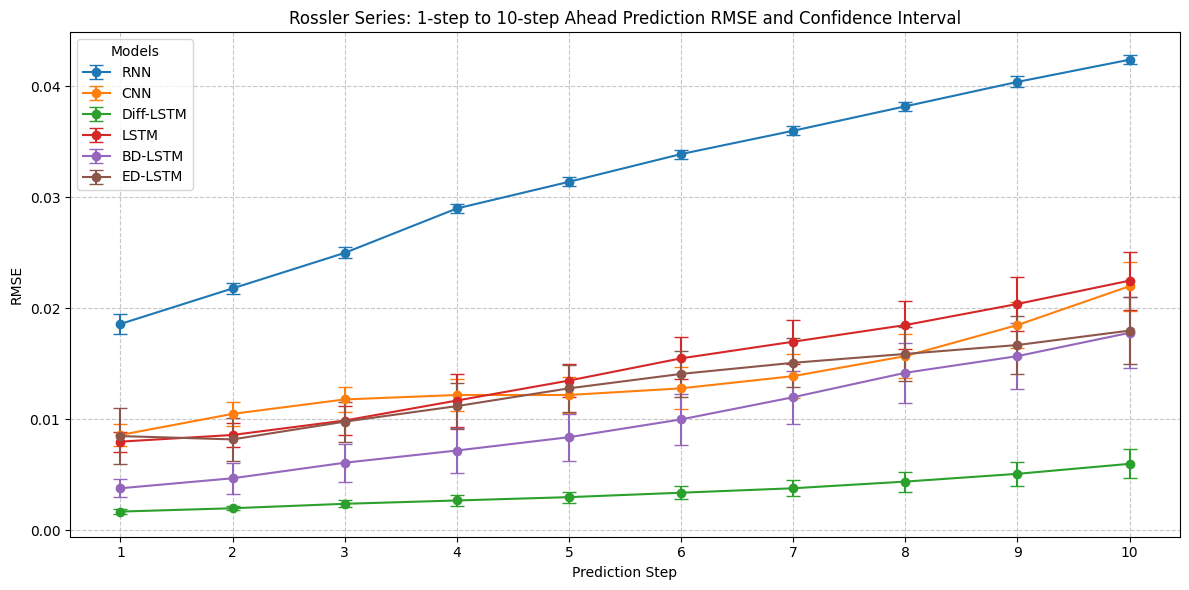 Rossler Series: 1-step to 10-step Ahead Prediction RMSE and Confidence Interval
Models
RNN
CNN
Diff-LSTM
LSTM
BD-LSTM
ED-LSTM
RMSE
0.04
0.03
0.02
0.01
0.00
1 2 3 4 5 6 7 8 9 10
Prediction Step